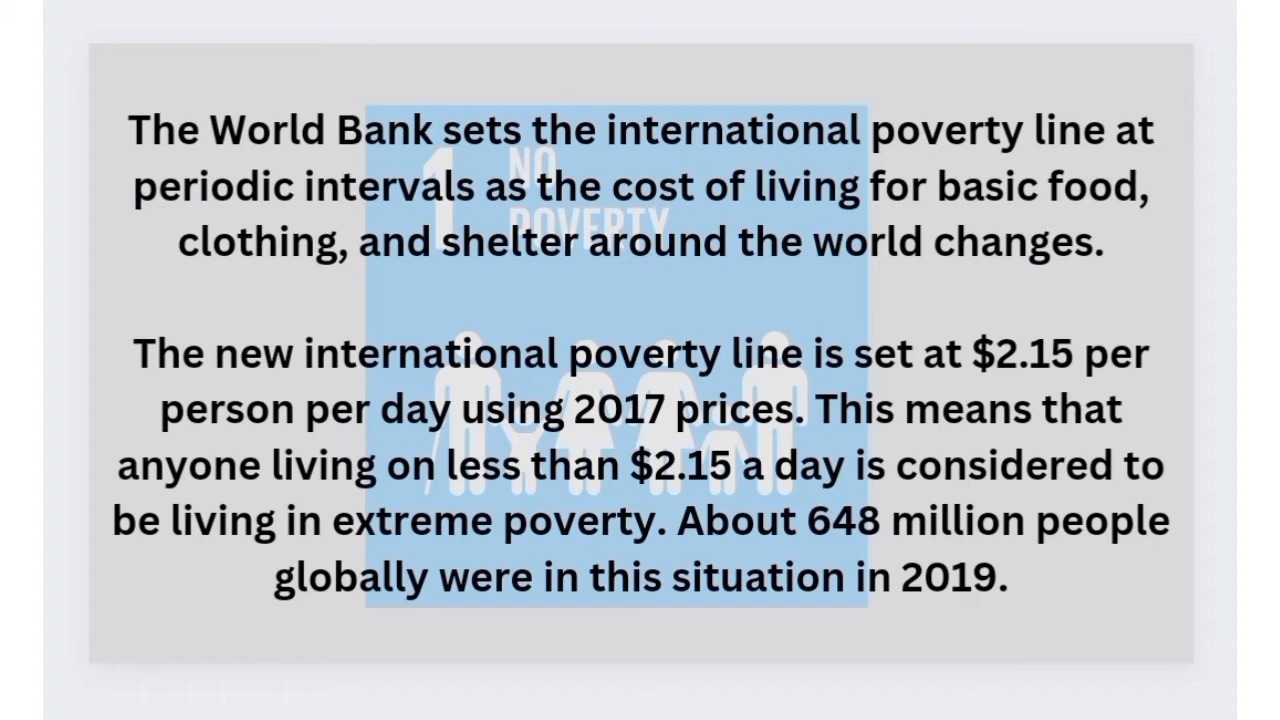 The World Bank sets the international poverty line at
periodic intervals as the cost of living for basic food,
clothing, and shelter around the world changes.
The new international poverty line is set at $2.15 per
person per day using 2017 prices. This means that
anyone living on less than $2.15 a day is considered to
be living in extreme poverty. About 648 million people
globally were in this situation in 2019.
1 NO
POVERTY